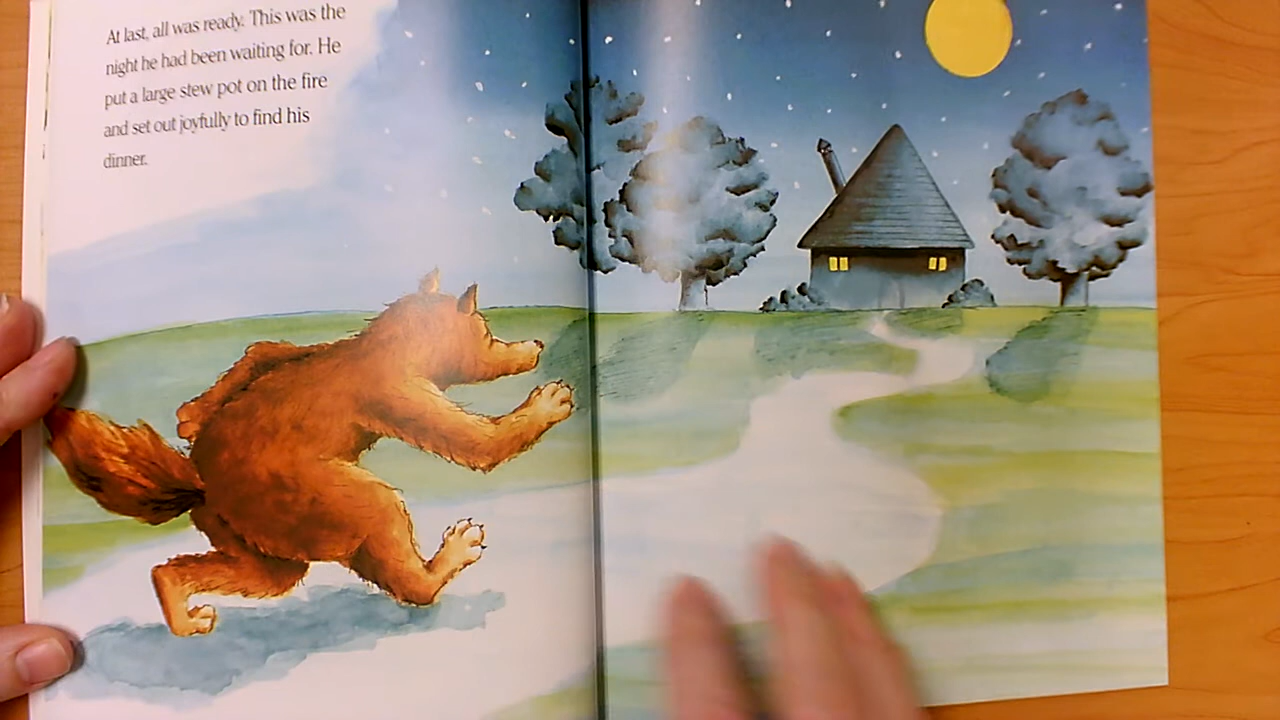 At last, all was ready. This was the
night he had been waiting for. He
put a large stew pot on the fire
and set out joyfully to find his
dinner.